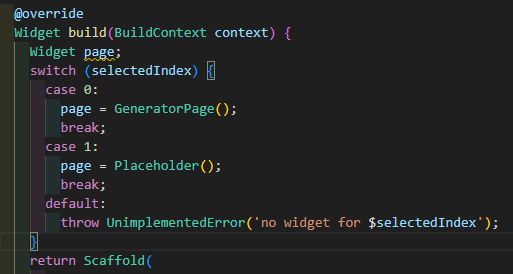 @override
Widget build(BuildContext context) {
  Widget page;
  switch (selectedIndex) {
    case 0:
      page = GeneratorPage();
      break;
    case 1:
      page = Placeholder();
      break;
    default:
      throw UnimplementedError('no widget for $selectedIndex');
  }
  return Scaffold(